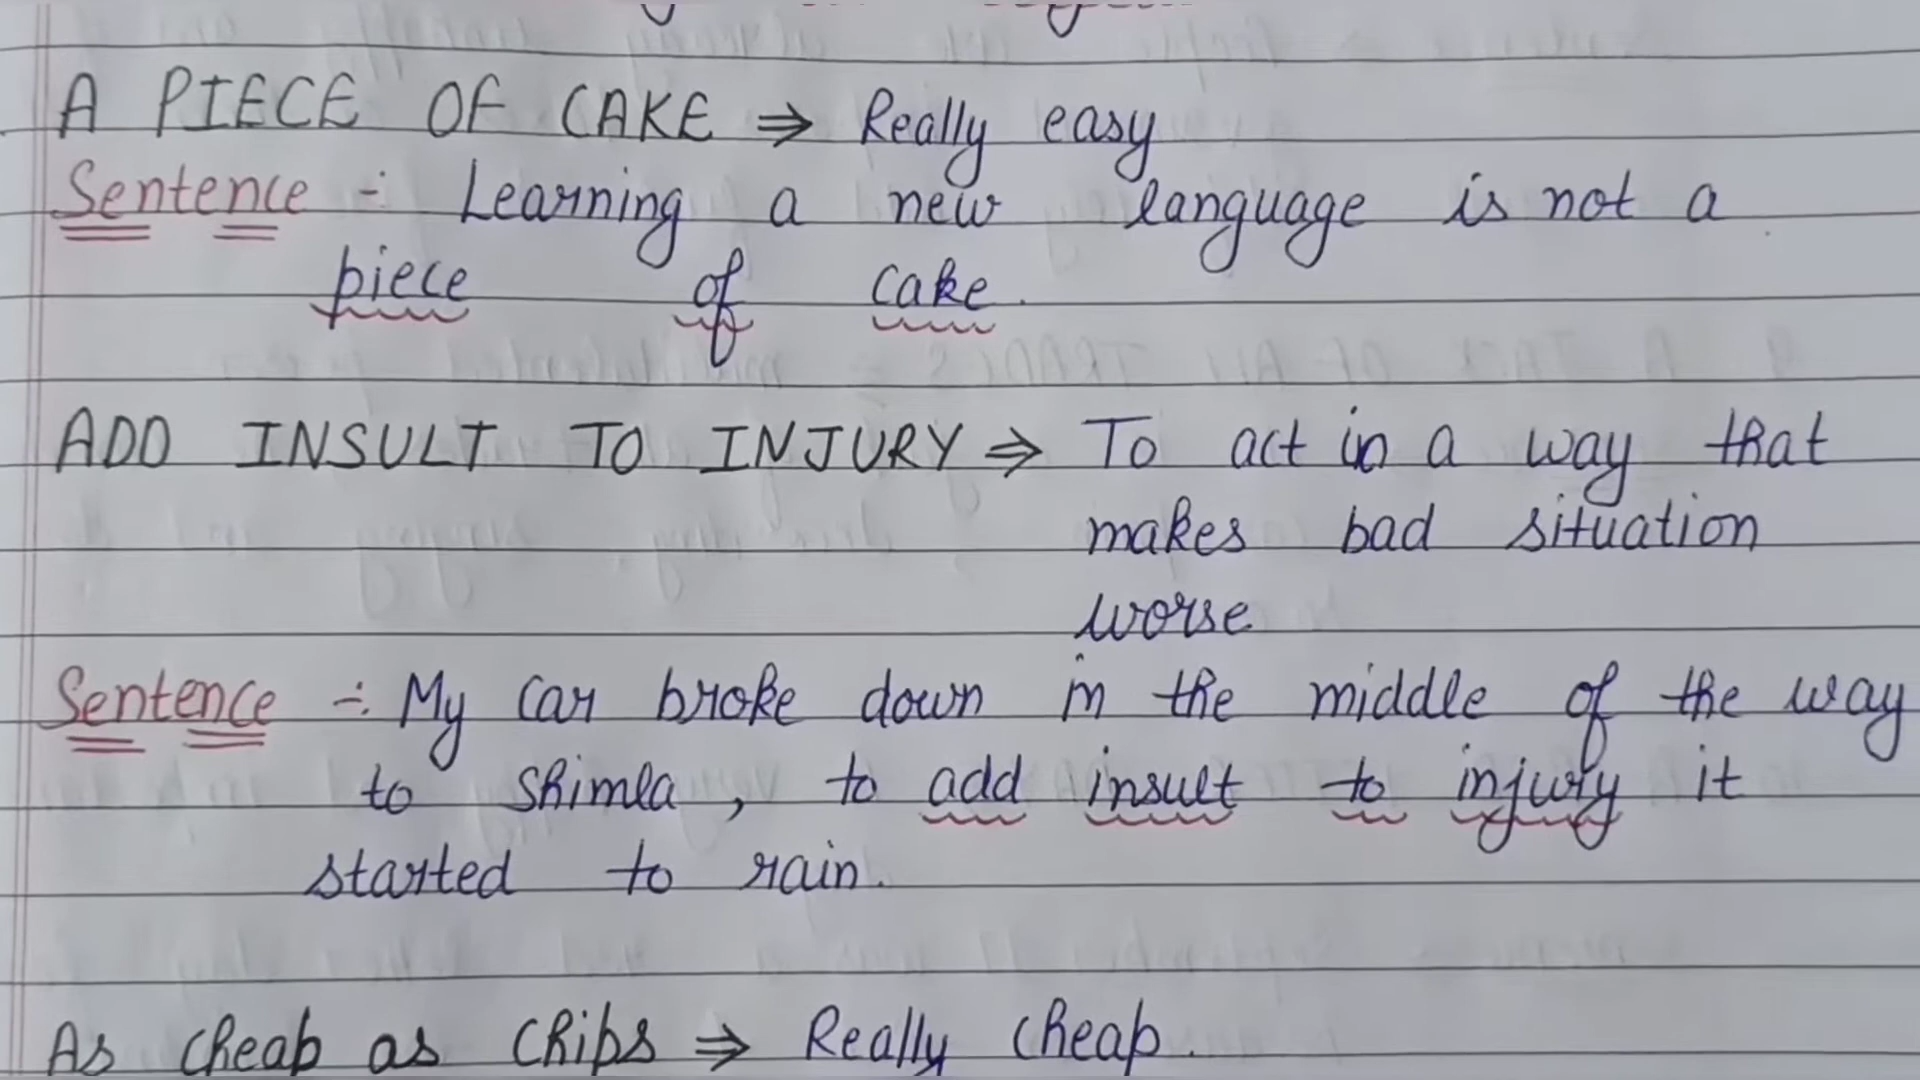 A PIECE OF CAKE ⇒ Really easy
Sentence ÷ Learning a new language is not a
piece of cake.
ADD INSULT TO INJURY ⇒ To act in a way that
makes bad situation
worse
Sentence ÷ My car broke down in the middle of the way
to Shimla, to add insult to injury it
started to rain.
As cheap as chips ⇒ Really cheap.